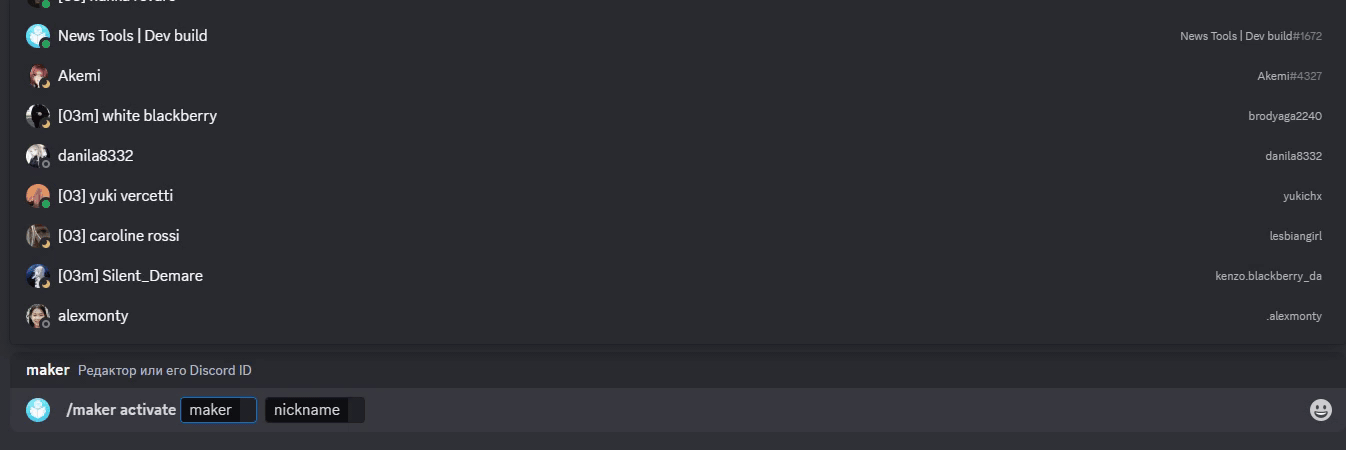 News Tools | Dev build News Tools | Dev build#1672
Akemi Akemi#4327
[03m] white blackberry brodyaga2240
danila8332 danila8332
[03] yuki vercetti yukichx
[03] caroline rossi lesbiangirl
[03m] Silent_Demare kenzo.blackberry_da
alexmonty .alexmonty
maker Редактор или его Discord ID
/maker activate maker nickname